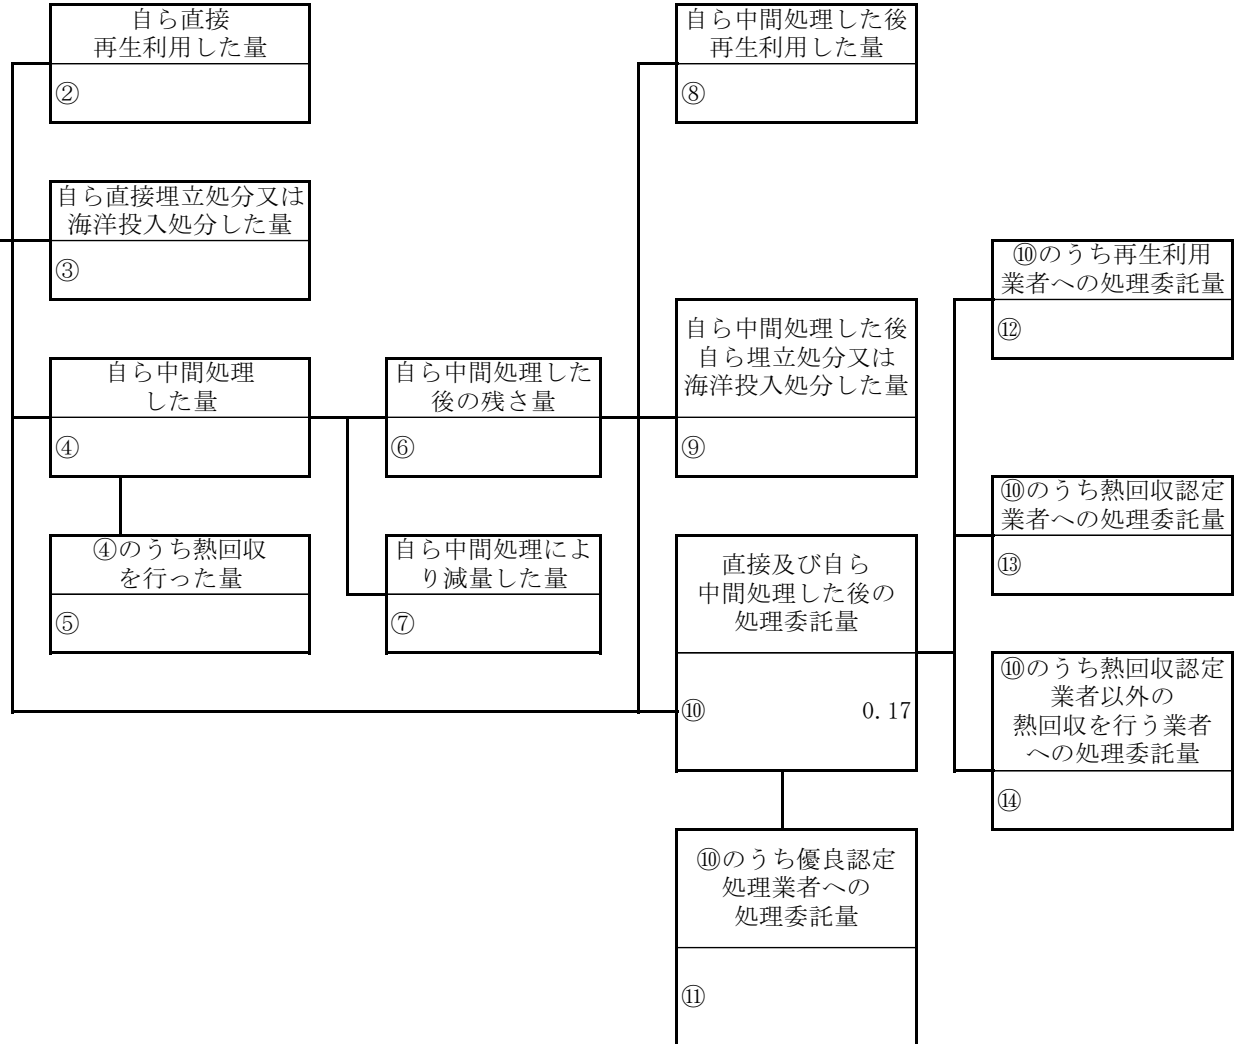 自ら直接
再生利用した量
②
自ら中間処理した後
再生利用した量
⑧
自ら直接埋立処分又は
海洋投入処分した量
③
⑩のうち再生利用
業者への処理委託量
⑫
自ら中間処理した後
自ら埋立処分又は
海洋投入処分した量
⑨
自ら中間処理
した量
④
自ら中間処理した
後の残さ量
⑥
⑩のうち熱回収認定
業者への処理委託量
⑬
④のうち熱回収
を行った量
⑤
自ら中間処理によ
り減量した量
⑦
直接及び自ら
中間処理した後の
処理委託量
⑩ 0.17
⑩のうち熱回収認定
業者以外の
熱回収を行う業者
への処理委託量
⑭
⑩のうち優良認定
処理業者への
処理委託量
⑪